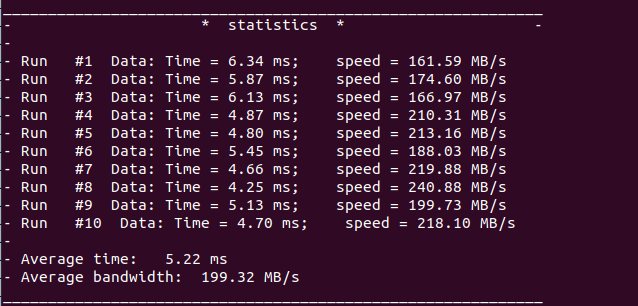 * statistics * -
-
- Run #1 Data: Time = 6.34 ms; speed = 161.59 MB/s
- Run #2 Data: Time = 5.87 ms; speed = 174.60 MB/s
- Run #3 Data: Time = 6.13 ms; speed = 166.97 MB/s
- Run #4 Data: Time = 4.87 ms; speed = 210.31 MB/s
- Run #5 Data: Time = 4.80 ms; speed = 213.16 MB/s
- Run #6 Data: Time = 5.45 ms; speed = 188.03 MB/s
- Run #7 Data: Time = 4.66 ms; speed = 219.88 MB/s
- Run #8 Data: Time = 4.25 ms; speed = 240.88 MB/s
- Run #9 Data: Time = 5.13 ms; speed = 199.73 MB/s
- Run #10 Data: Time = 4.70 ms; speed = 218.10 MB/s
-
- Average time: 5.22 ms
- Average bandwidth: 199.32 MB/s